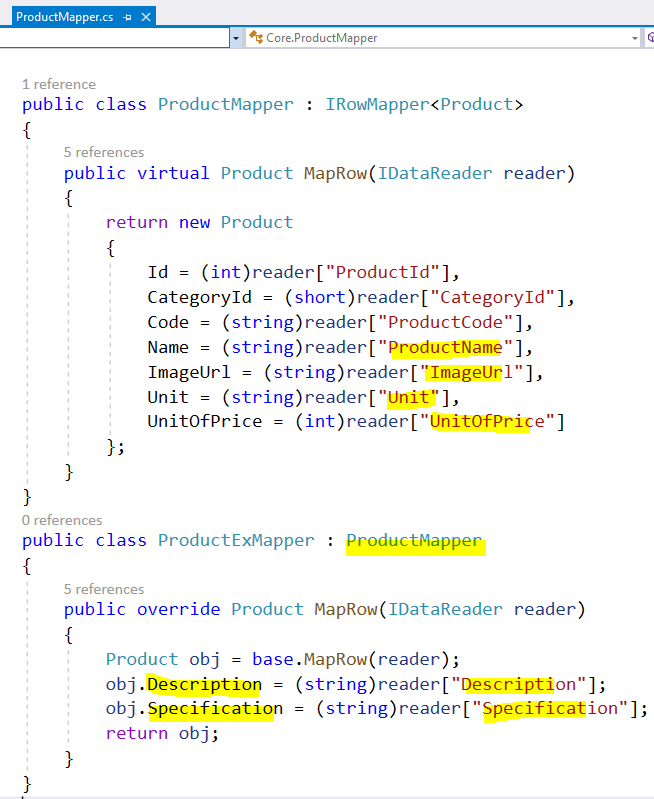 ProductMapper.cs
Core.ProductMapper
1 reference
public class ProductMapper : IRowMapper<Product>
{
5 references
public virtual Product MapRow(IDataReader reader)
{
return new Product
{
Id = (int)reader["ProductId"],
CategoryId = (short)reader["CategoryId"],
Code = (string)reader["ProductCode"],
Name = (string)reader["ProductName"],
ImageUrl = (string)reader["ImageUrl"],
Unit = (string)reader["Unit"],
UnitOfPrice = (int)reader["UnitOfPrice"]
};
}
}
0 references
public class ProductExMapper : ProductMapper
{
5 references
public override Product MapRow(IDataReader reader)
{
Product obj = base.MapRow(reader);
obj.Description = (string)reader["Description"];
obj.Specification = (string)reader["Specification"];
return obj;
}
}